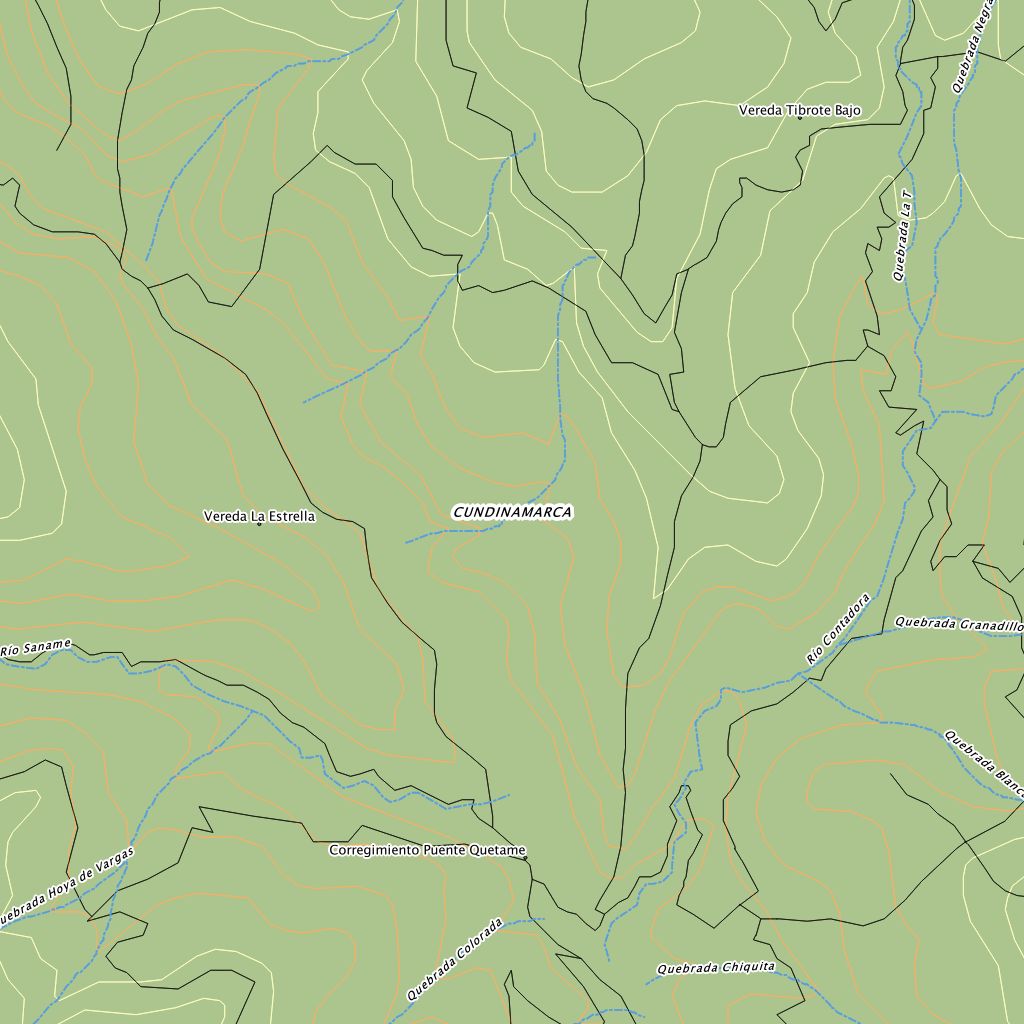 Quebrada Negra
Vereda Tibrote Bajo
Quebrada La T
CUNDINAMARCA
Vereda La Estrella
Río Contadora
Quebrada Granadillo
Río Saname
Quebrada Blanca
Corregimiento Puente Quetame
uebrada Hoya de Vargas
Quebrada Colorada
Quebrada Chiquita